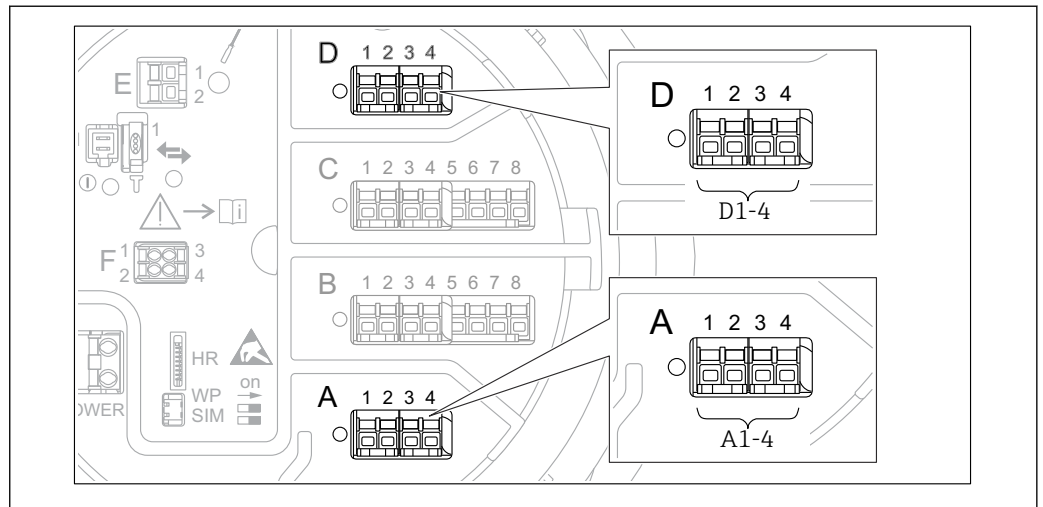 D 1 2 3 4
E 1
2
D 1 2 3 4
D1-4
1
C 1 2 3 4 5 6 7 8
i
F 1 3
2 4
B 1 2 3 4 5 6 7 8
A 1 2 3 4
A1-4
HR
WP on
SIM
OWER
A 1 2 3 4